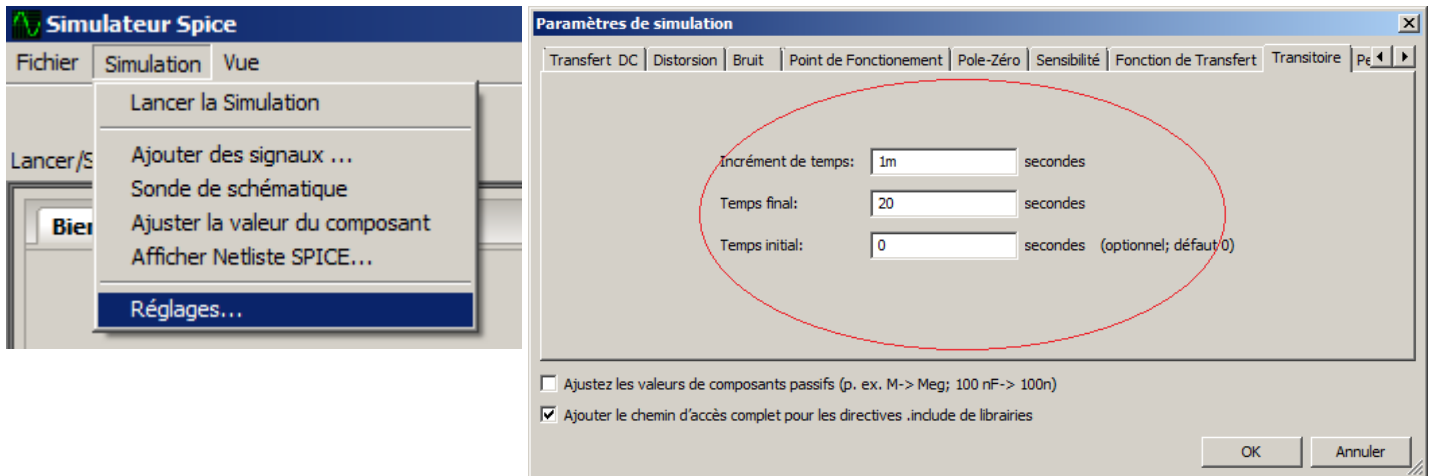 Simulateur Spice
Fichier Simulation Vue
Lancer la Simulation
Lancer/S
Ajouter des signaux ...
Sonde de schématique
Ajuster la valeur du composant
Afficher Netliste SPICE...
Réglages...
Bier
Paramètres de simulation
Transfert DC Distorsion Bruit Point de Fonctionement Pole-Zéro Sensibilité Fonction de Transfert Transitoire Pe
Incrément de temps: 1m secondes
Temps final: 20 secondes
Temps initial: 0 secondes (optionnel; défaut 0)
Ajustez les valeurs de composants passifs (p. ex. M-> Meg; 100 nF-> 100n)
Ajouter le chemin d'accès complet pour les directives .include de librairies
OK Annuler